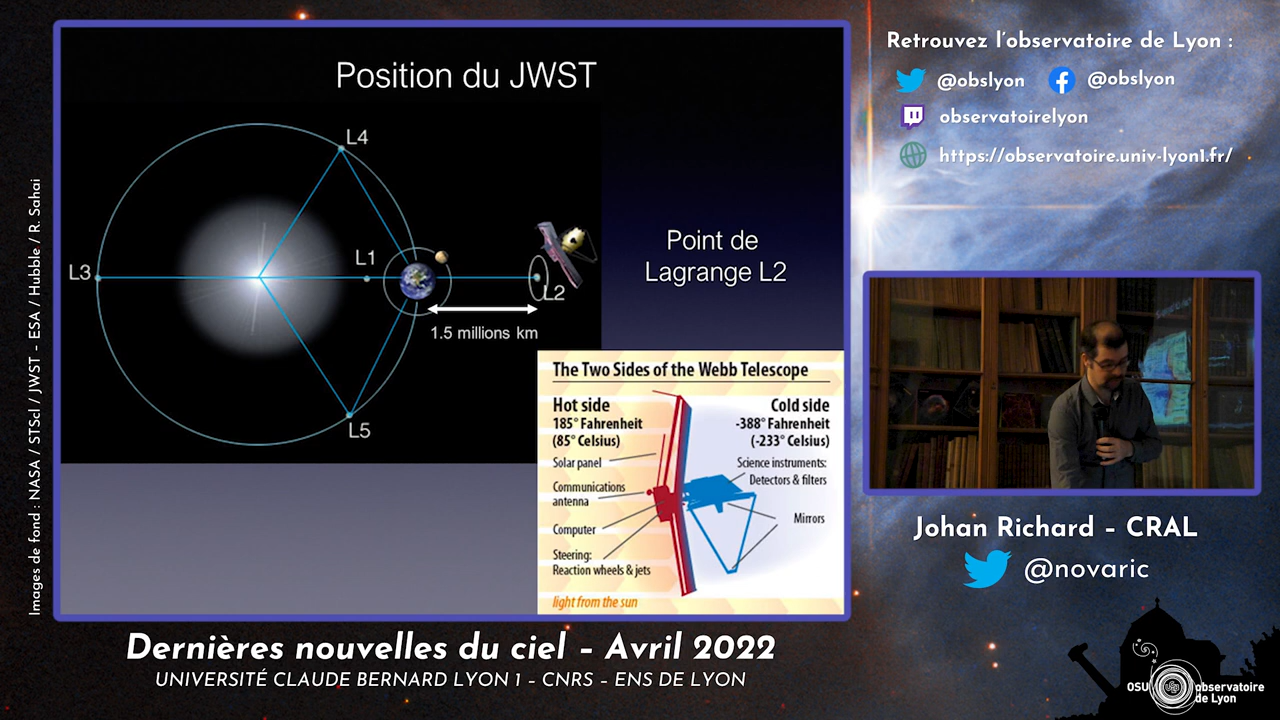 Images de fond : NASA / STScI / JWST - ESA / Hubble / R. Sahai
Position du JWST
L4
L3
L1
L2
1.5 millions km
L5
Point de
Lagrange L2
The Two Sides of the Webb Telescope
Hot side
185° Fahrenheit
(85° Celsius)
Solar panel
Communications
antenna
Computer
Steering:
Reaction wheels & jets
light from the sun
Cold side
-388° Fahrenheit
(-233° Celsius)
Science instruments:
Detectors & filters
Mirrors
Retrouvez l'observatoire de Lyon :
@obslyon
@obslyon
observatoirelyon
https://observatoire.univ-lyon1.fr/
Johan Richard - CRAL
@novaric
Dernières nouvelles du ciel - Avril 2022
UNIVERSITÉ CLAUDE BERNARD LYON 1 - CNRS - ENS DE LYON
OSU
observatoire
de Lyon